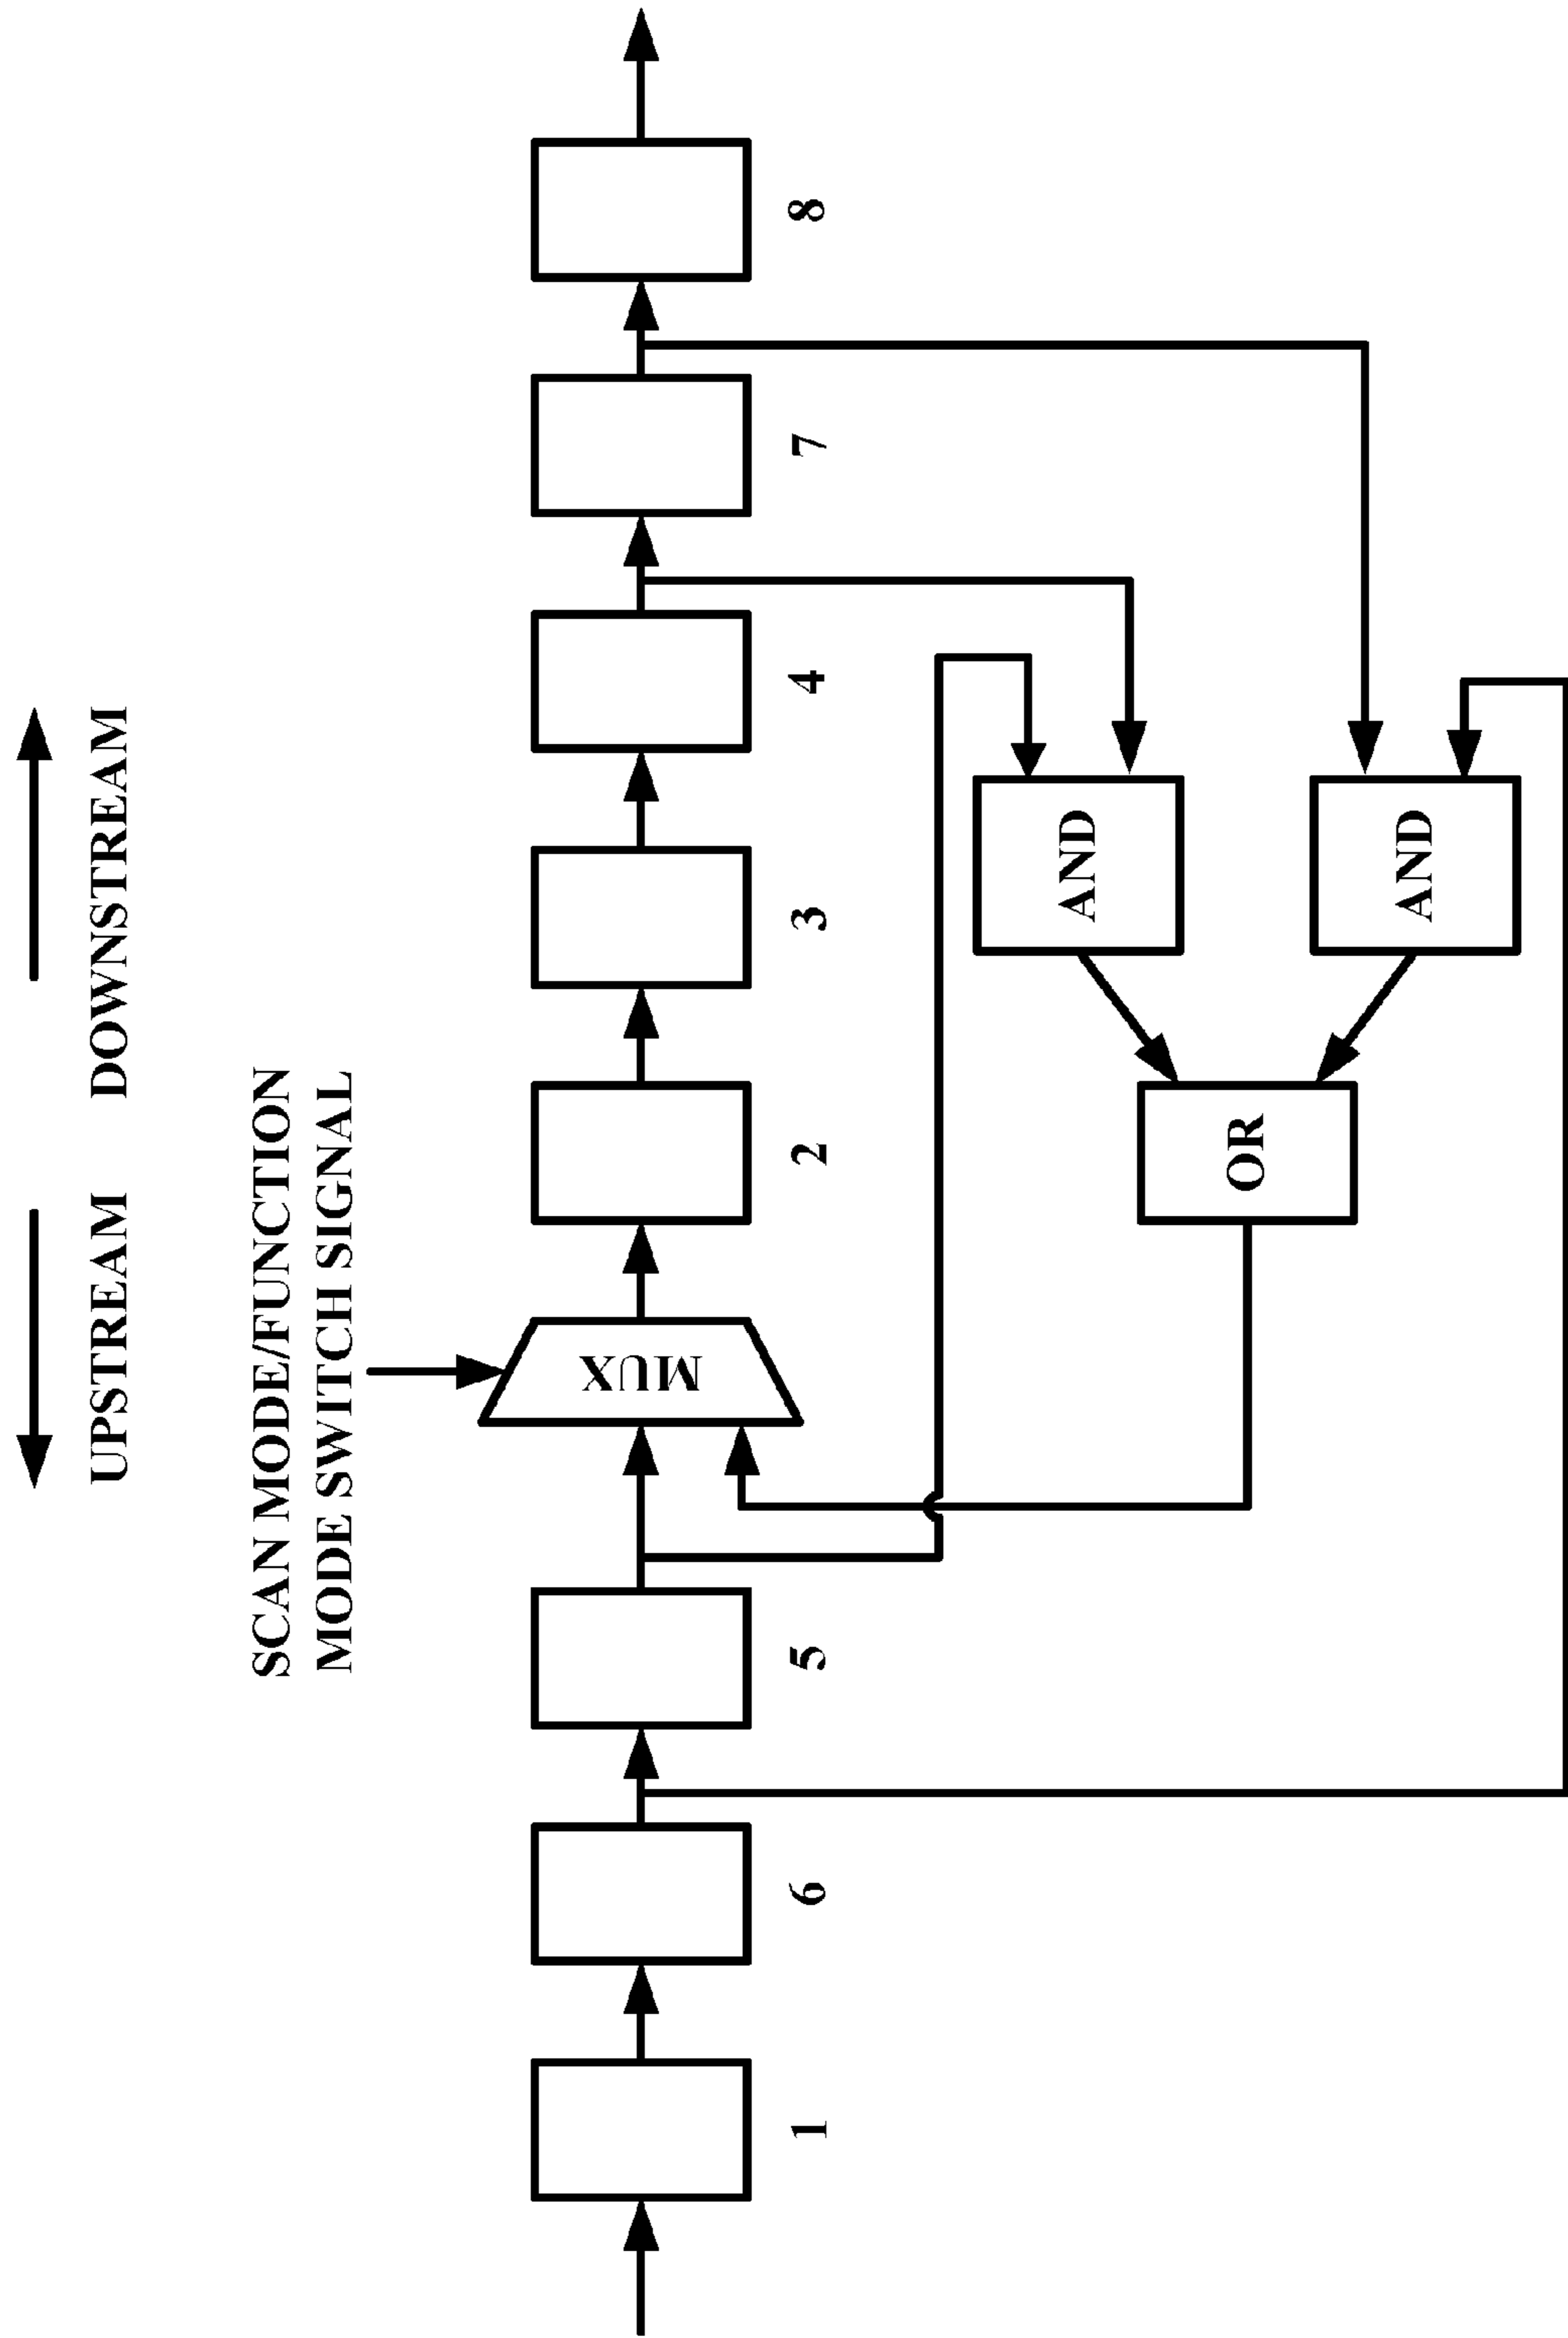 UPSTREAM DOWNSTREAM
SCAN MODE/FUNCTION
MODE SWITCH SIGNAL
MUX
1 6 5 2 3 4 7 8
AND
OR
AND